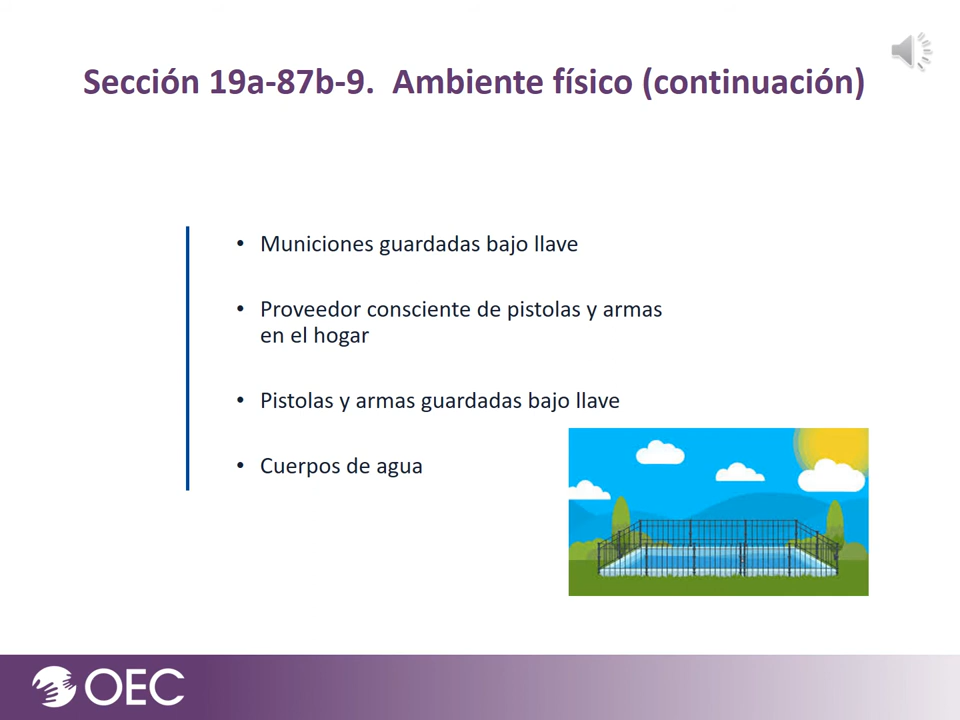 Sección 19a-87b-9. Ambiente físico (continuación)
• Municiones guardadas bajo llave
• Proveedor consciente de pistolas y armas
en el hogar
• Pistolas y armas guardadas bajo llave
• Cuerpos de agua
OEC